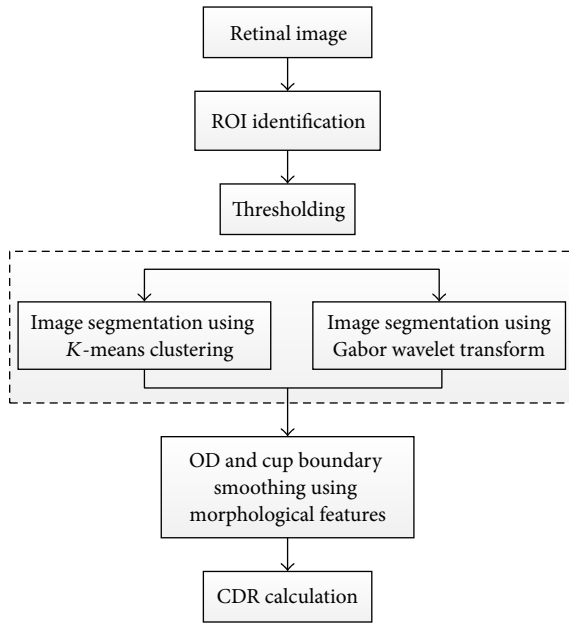 Retinal image
ROI identification
Thresholding
Image segmentation using
K-means clustering
Image segmentation using
Gabor wavelet transform
OD and cup boundary
smoothing using
morphological features
CDR calculation